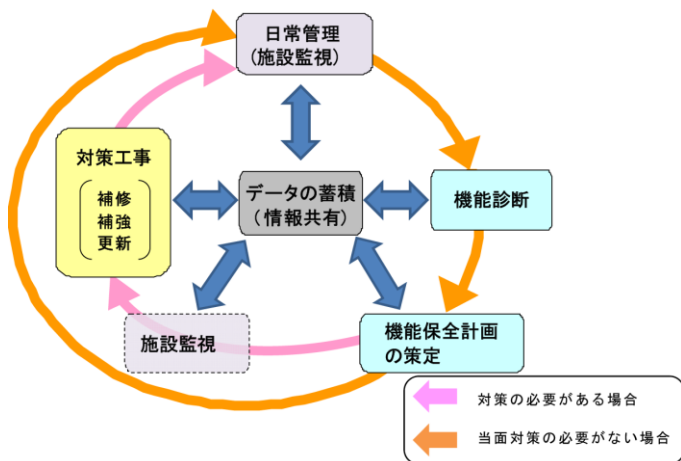 日常管理
(施設監視)
対策工事
補修
補強
更新
データの蓄積
(情報共有)
機能診断
施設監視
機能保全計画
の策定
対策の必要がある場合
当面対策の必要がない場合